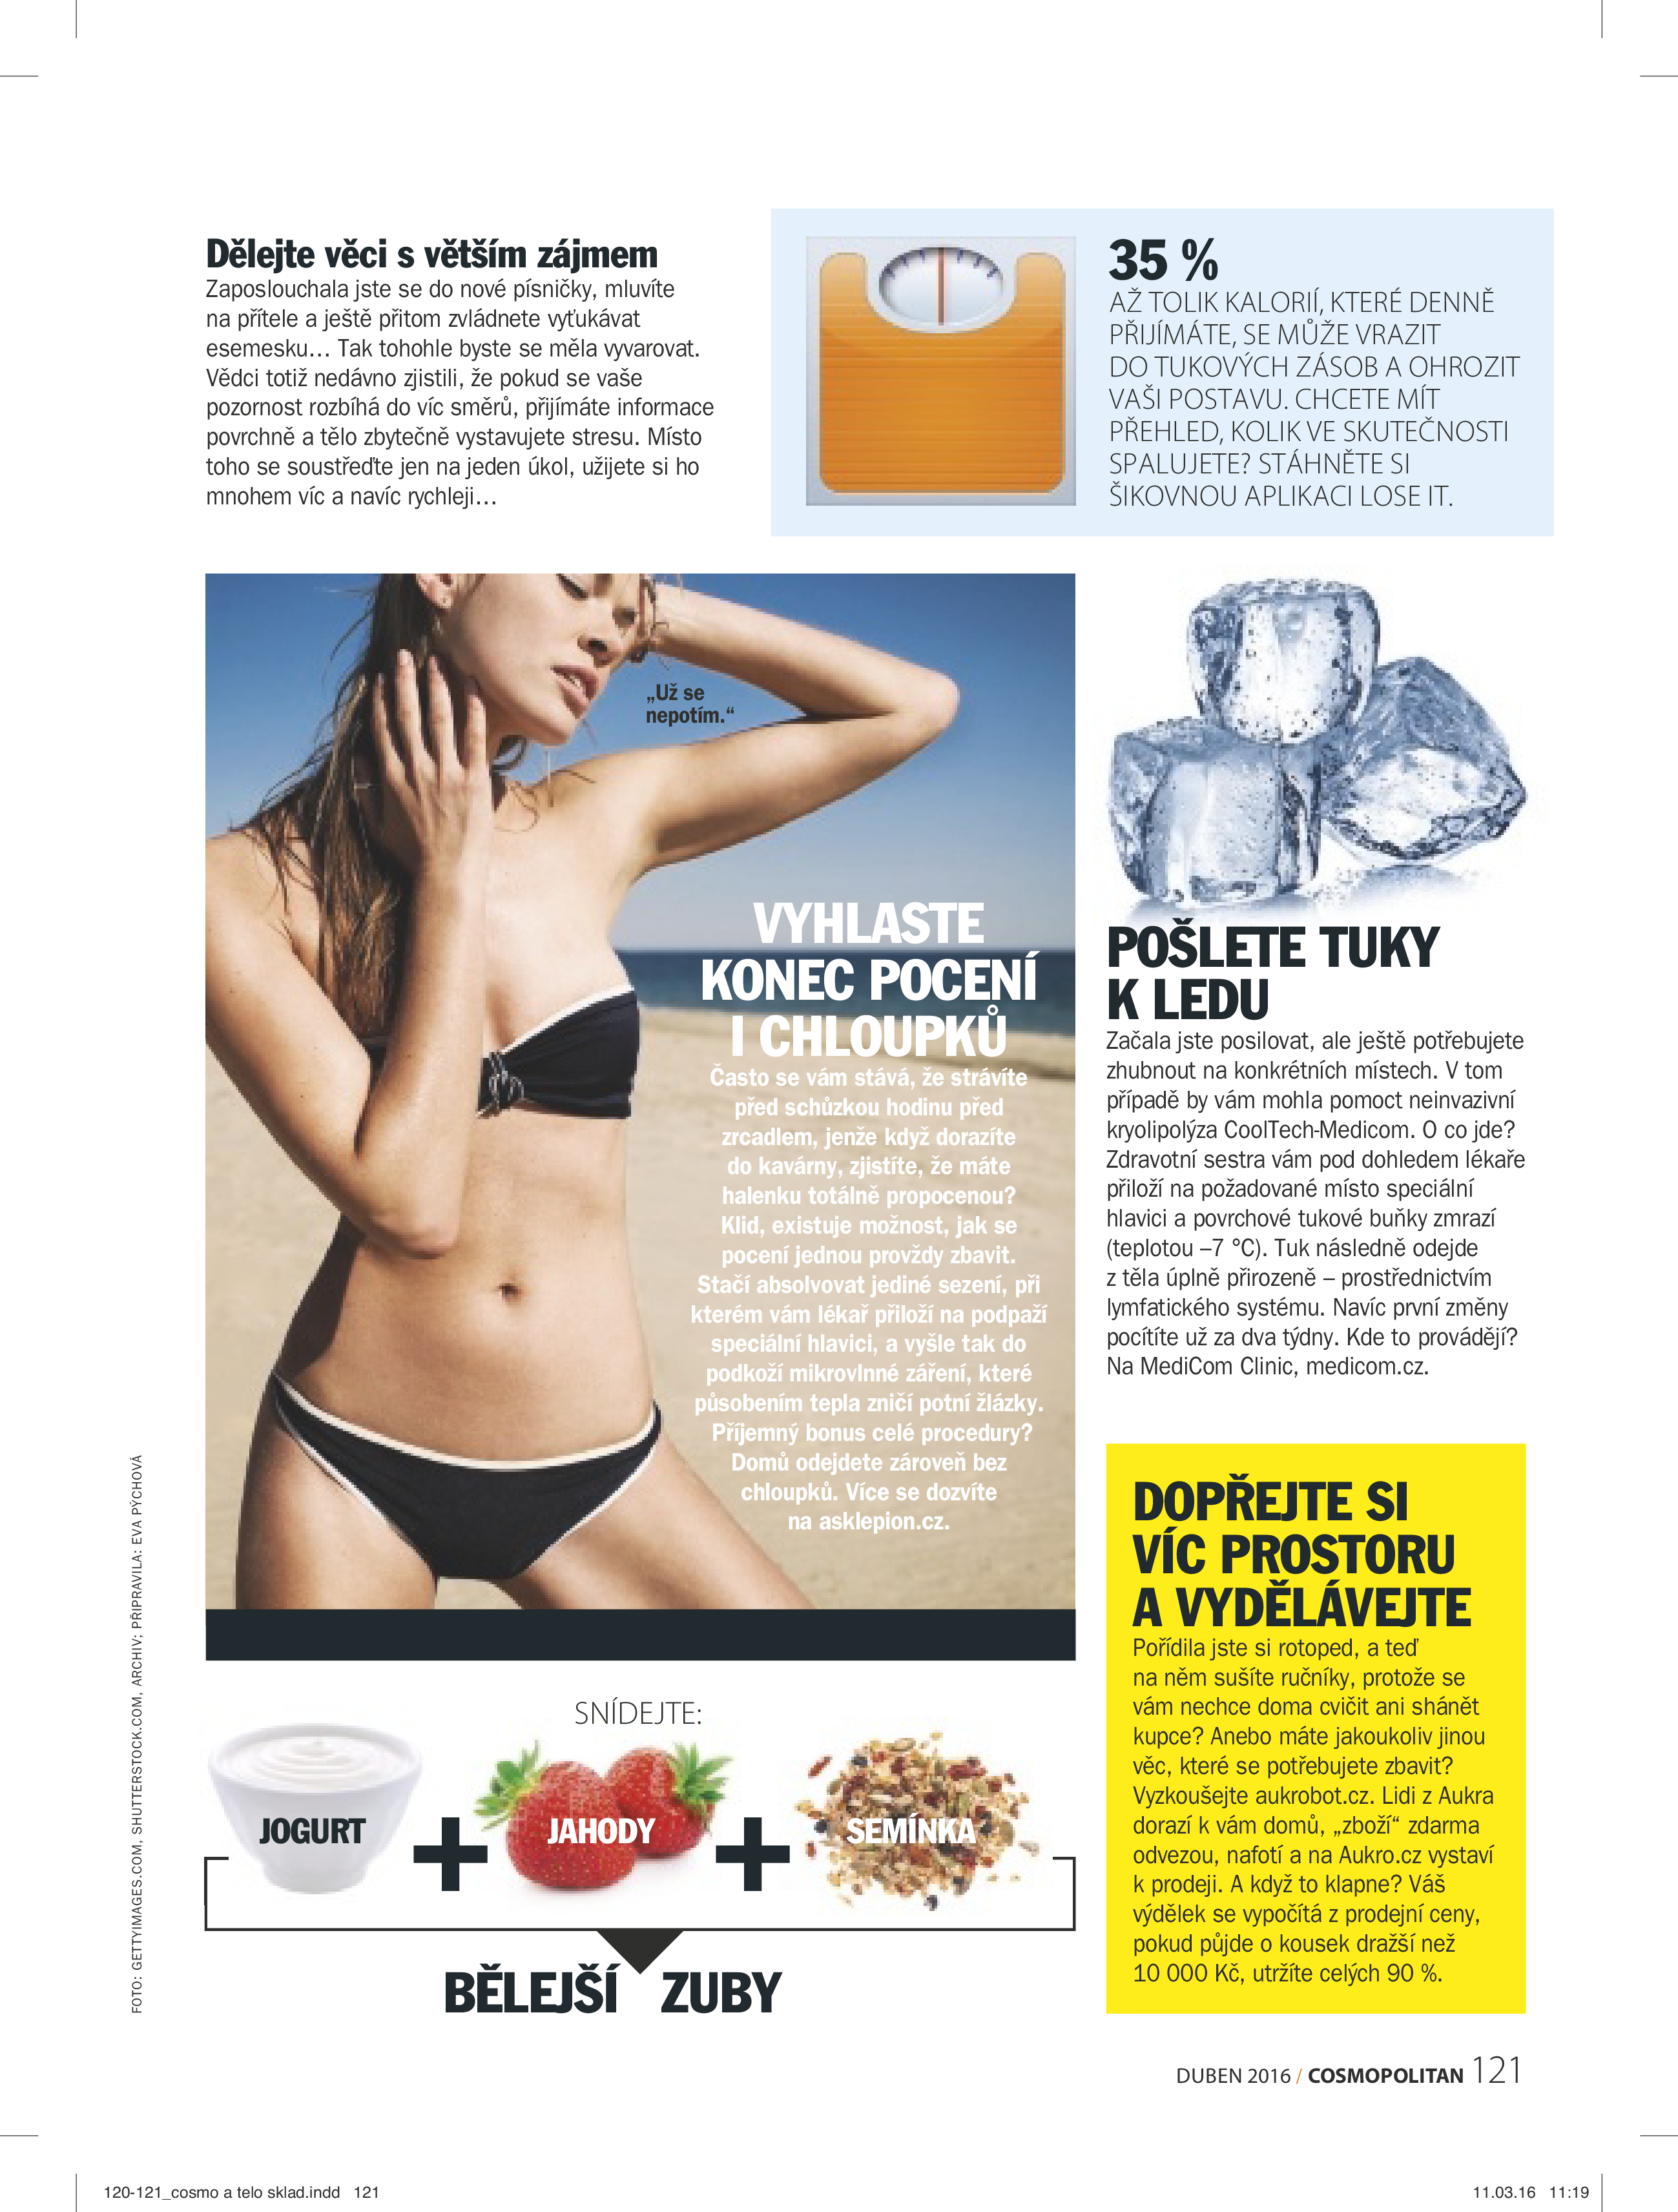 Dělejte věci s větším zájmem
Zaposlouchala jste se do nové písničky, mluvíte
na přítele a ještě přitom zvládnete vyťukávat
esemesku… Tak tohohle byste se měla vyvarovat.
Vědci totiž nedávno zjistili, že pokud se vaše
pozornost rozbíhá do víc směrů, přijímáte informace
povrchně a tělo zbytečně vystavujete stresu. Místo
toho se soustřeďte jen na jeden úkol, užijete si ho
mnohem víc a navíc rychleji…
35 %
AŽ TOLIK KALORIÍ, KTERÉ DENNĚ
PŘIJÍMÁTE, SE MŮŽE VRAZIT
DO TUKOVÝCH ZÁSOB A OHROZIT
VAŠI POSTAVU. CHCETE MÍT
PŘEHLED, KOLIK VE SKUTEČNOSTI
SPALUJETE? STÁHNĚTE SI
ŠIKOVNOU APLIKACI LOSE IT.
„Už se
nepotím.“
VYHLASTE
KONEC POCENÍ
I CHLOUPKŮ
Často se vám stává, že strávíte
před schůzkou hodinu před
zrcadlem, jenže když dorazíte
do kavárny, zjistíte, že máte
halenku totálně propocenou?
Klid, existuje možnost, jak se
pocení jednou provždy zbavit.
Stačí absolvovat jediné sezení, při
kterém vám lékař přiloží na podpaží
speciální hlavici, a vyšle tak do
podkoží mikrovlnné záření, které
působením tepla zničí potní žlázky.
Příjemný bonus celé procedury?
Domů odejdete zároveň bez
chloupků. Více se dozvíte
na asklepion.cz.
POŠLETE TUKY
K LEDU
Začala jste posilovat, ale ještě potřebujete
zhubnout na konkrétních místech. V tom
případě by vám mohla pomoct neinvazivní
kryolipolýza CoolTech-Medicom. O co jde?
Zdravotní sestra vám pod dohledem lékaře
přiloží na požadované místo speciální
hlavici a povrchové tukové buňky zmrazí
(teplotou –7 °C). Tuk následně odejde
z těla úplně přirozeně – prostřednictvím
lymfatického systému. Navíc první změny
pocítíte už za dva týdny. Kde to provádějí?
Na MediCom Clinic, medicom.cz.
DOPŘEJTE SI
VÍC PROSTORU
A VYDĚLÁVEJTE
Pořídila jste si rotoped, a teď
na něm sušíte ručníky, protože se
vám nechce doma cvičit ani shánět
kupce? Anebo máte jakoukoliv jinou
věc, které se potřebujete zbavit?
Vyzkoušejte aukrobot.cz. Lidi z Aukra
dorazí k vám domů, „zboží“ zdarma
odvezou, nafotí a na Aukro.cz vystaví
k prodeji. A když to klapne? Váš
výdělek se vypočítá z prodejní ceny,
pokud půjde o kousek dražší než
10 000 Kč, utržíte celých 90 %.
SNÍDEJTE:
JOGURT + JAHODY + SEMÍNKA
BĚLEJŠÍ ZUBY
FOTO: GETTYIMAGES.COM, SHUTTERSTOCK.COM, ARCHIV; PŘIPRAVILA: EVA PÝCHOVÁ
DUBEN 2016 / COSMOPOLITAN 121
120-121_cosmo a telo sklad.indd 121
11.03.16 11:19